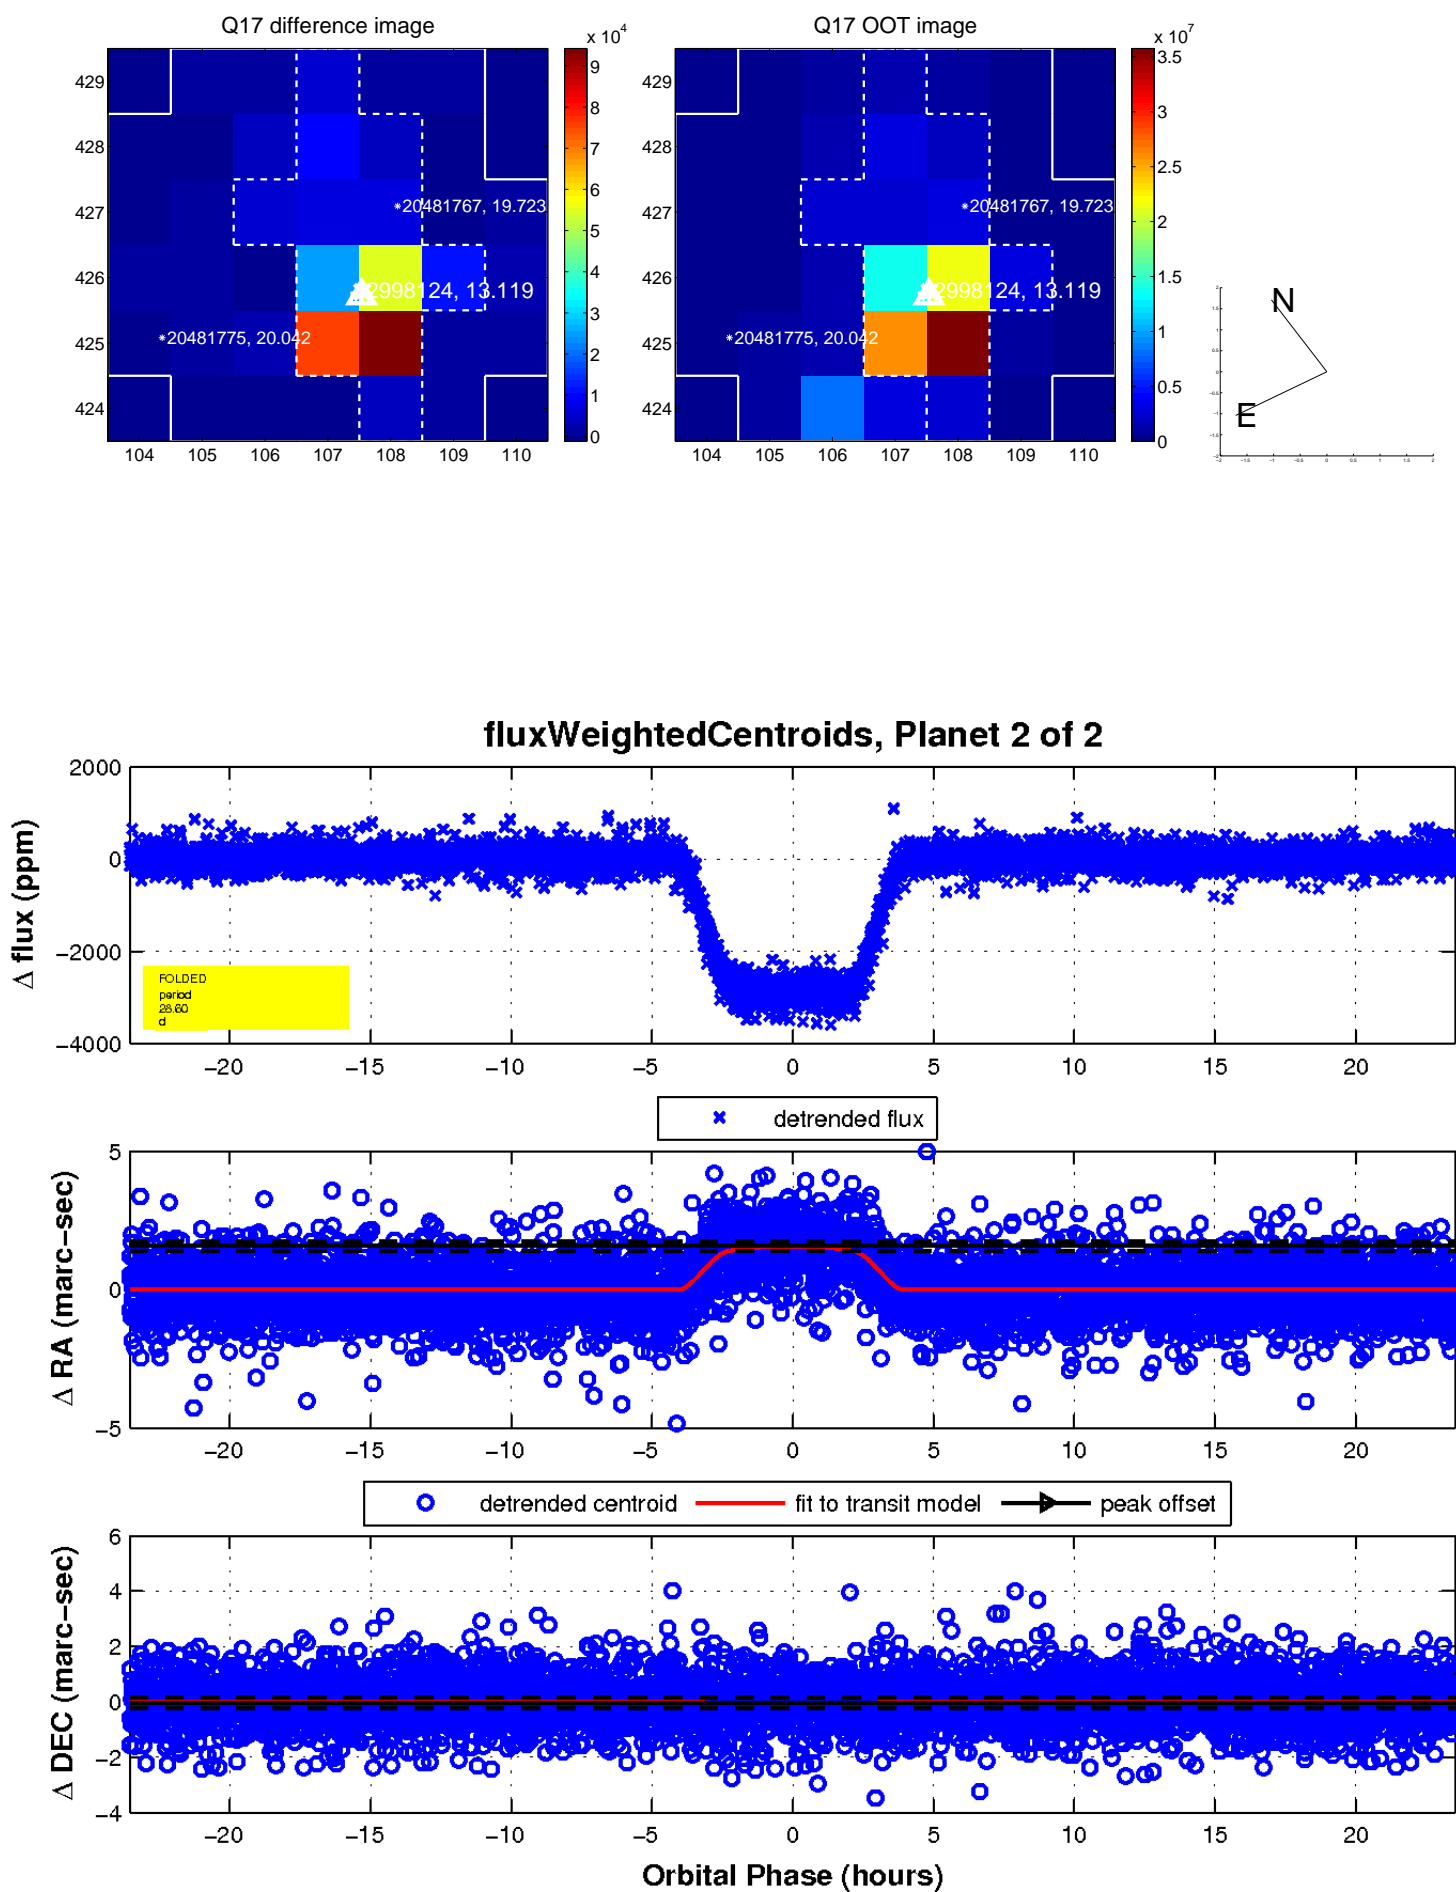 Q17 difference image
Q17 OOT image
x 10^4
x 10^7
429
428
427
426
425
424
104 105 106 107 108 109 110
9
8
7
6
5
4
3
2
1
0
*20481767, 19.723
2998124, 13.119
*20481775, 20.042
429
428
427
426
425
424
104 105 106 107 108 109 110
3.5
3
2.5
2
1.5
1
0.5
0
*20481767, 19.723
2998124, 13.119
*20481775, 20.042
N
E
fluxWeightedCentroids, Planet 2 of 2
Δ flux (ppm)
2000
0
−2000
−4000
FOLDED
period
d
−20 −15 −10 −5 0 5 10 15 20
× detrended flux
Δ RA (marc−sec)
5
0
−5
−20 −15 −10 −5 0 5 10 15 20
detrended centroid fit to transit model peak offset
Δ DEC (marc−sec)
6
4
2
0
−2
−4
−20 −15 −10 −5 0 5 10 15 20
Orbital Phase (hours)